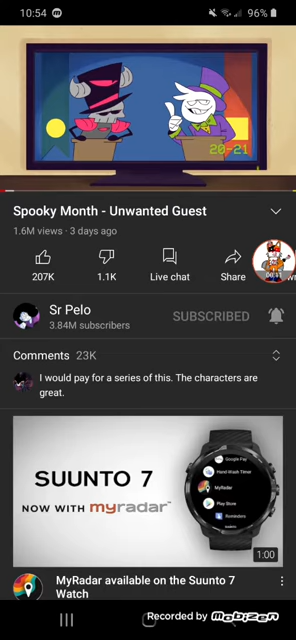 10:54
96%
20-21
Spooky Month - Unwanted Guest
1.6M views · 3 days ago
207K
1.1K
Live chat
Share
00:11
Sr Pelo
3.84M subscribers
SUBSCRIBED
Comments 23K
I would pay for a series of this. The characters are
great.
SUUNTO 7
NOW WITH myradar
Google Pay
Hand Wash Timer
MyRadar
Play Store
Reminders
1:00
MyRadar available on the Suunto 7
Watch
Recorded by Mobizen